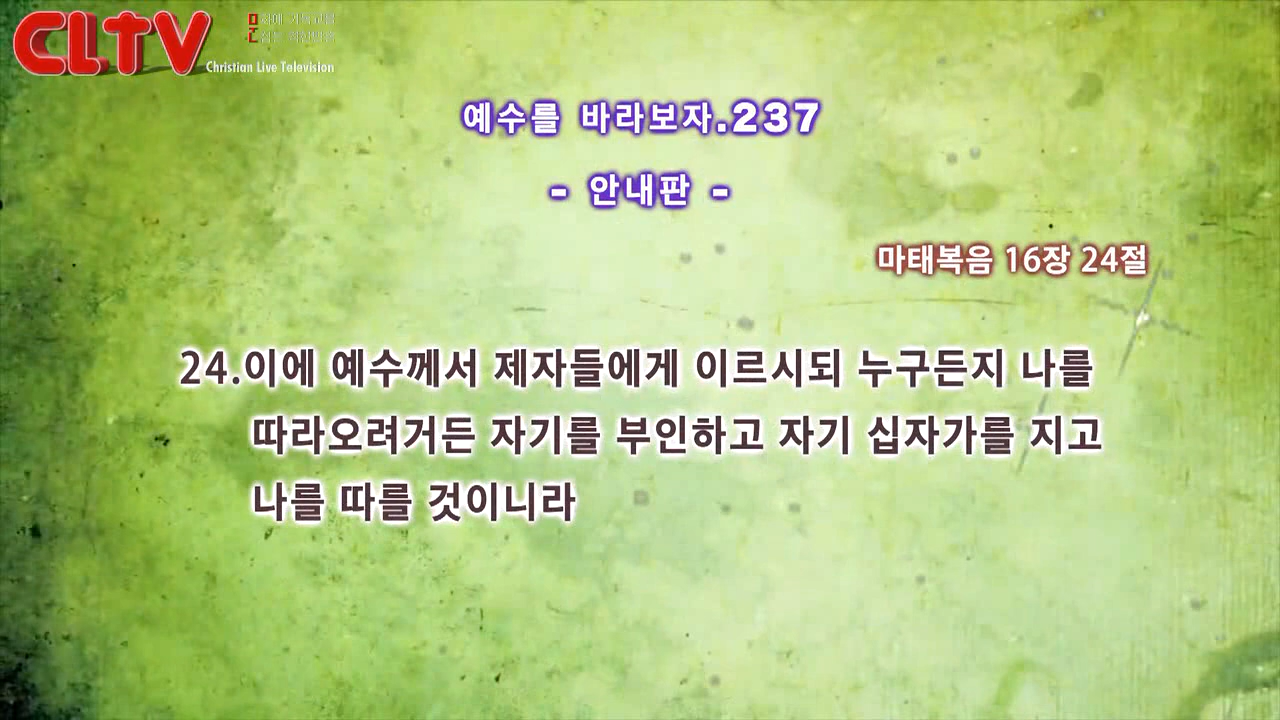 CLTV
Christian Live Television
예수를 바라보자.237
- 안내판 -
마태복음 16장 24절
24.이에 예수께서 제자들에게 이르시되 누구든지 나를
따라오려거든 자기를 부인하고 자기 십자가를 지고
나를 따를 것이니라